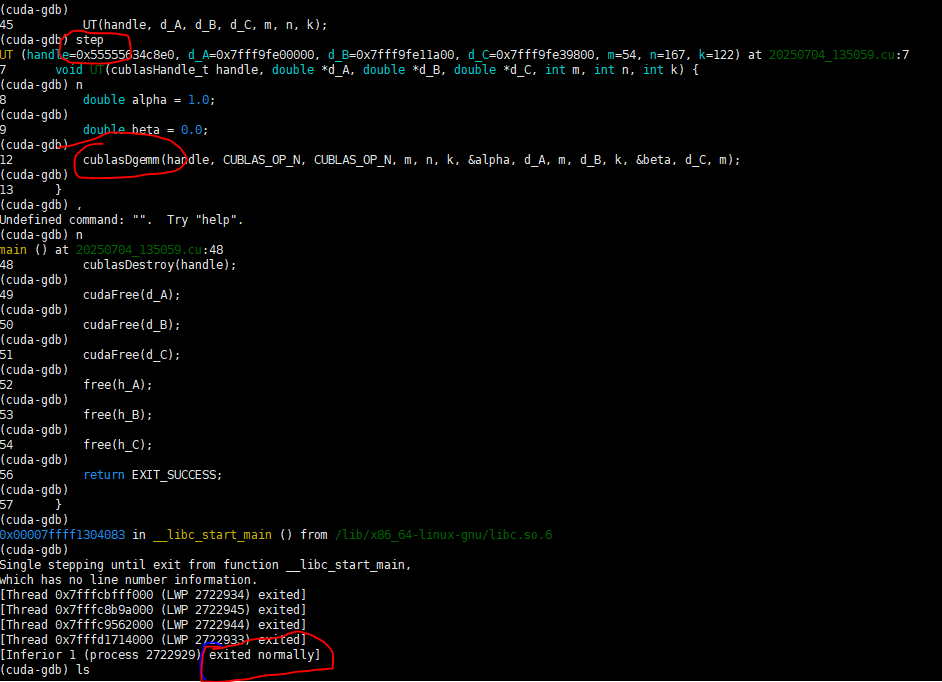 (cuda-gdb)
45 UT(handle, d_A, d_B, d_C, m, n, k);
(cuda-gdb) step
UT (handle=0x55555634c8e0, d_A=0x7fff9fe00000, d_B=0x7fff9fe11a00, d_C=0x7fff9fe39800, m=54, n=167, k=122) at 20250704_135059.cu:7
7 void UT(cublasHandle_t handle, double *d_A, double *d_B, double *d_C, int m, int n, int k) {
(cuda-gdb) n
8 double alpha = 1.0;
(cuda-gdb)
9 double beta = 0.0;
(cuda-gdb)
12 cublasDgemm(handle, CUBLAS_OP_N, CUBLAS_OP_N, m, n, k, &alpha, d_A, m, d_B, k, &beta, d_C, m);
(cuda-gdb)
13 }
(cuda-gdb) ,
Undefined command: "". Try "help".
(cuda-gdb) n
main () at 20250704_135059.cu:48
48 cublasDestroy(handle);
(cuda-gdb)
49 cudaFree(d_A);
(cuda-gdb)
50 cudaFree(d_B);
(cuda-gdb)
51 cudaFree(d_C);
(cuda-gdb)
52 free(h_A);
(cuda-gdb)
53 free(h_B);
(cuda-gdb)
54 free(h_C);
(cuda-gdb)
56 return EXIT_SUCCESS;
(cuda-gdb)
57 }
(cuda-gdb)
0x00007ffff1304083 in __libc_start_main () from /lib/x86_64-linux-gnu/libc.so.6
(cuda-gdb)
Single stepping until exit from function __libc_start_main,
which has no line number information.
[Thread 0x7fffcbfff000 (LWP 2722934) exited]
[Thread 0x7fffc8b9a000 (LWP 2722945) exited]
[Thread 0x7fffc9562000 (LWP 2722944) exited]
[Thread 0x7fffd1714000 (LWP 2722933) exited]
[Inferior 1 (process 2722929) exited normally]
(cuda-gdb) ls